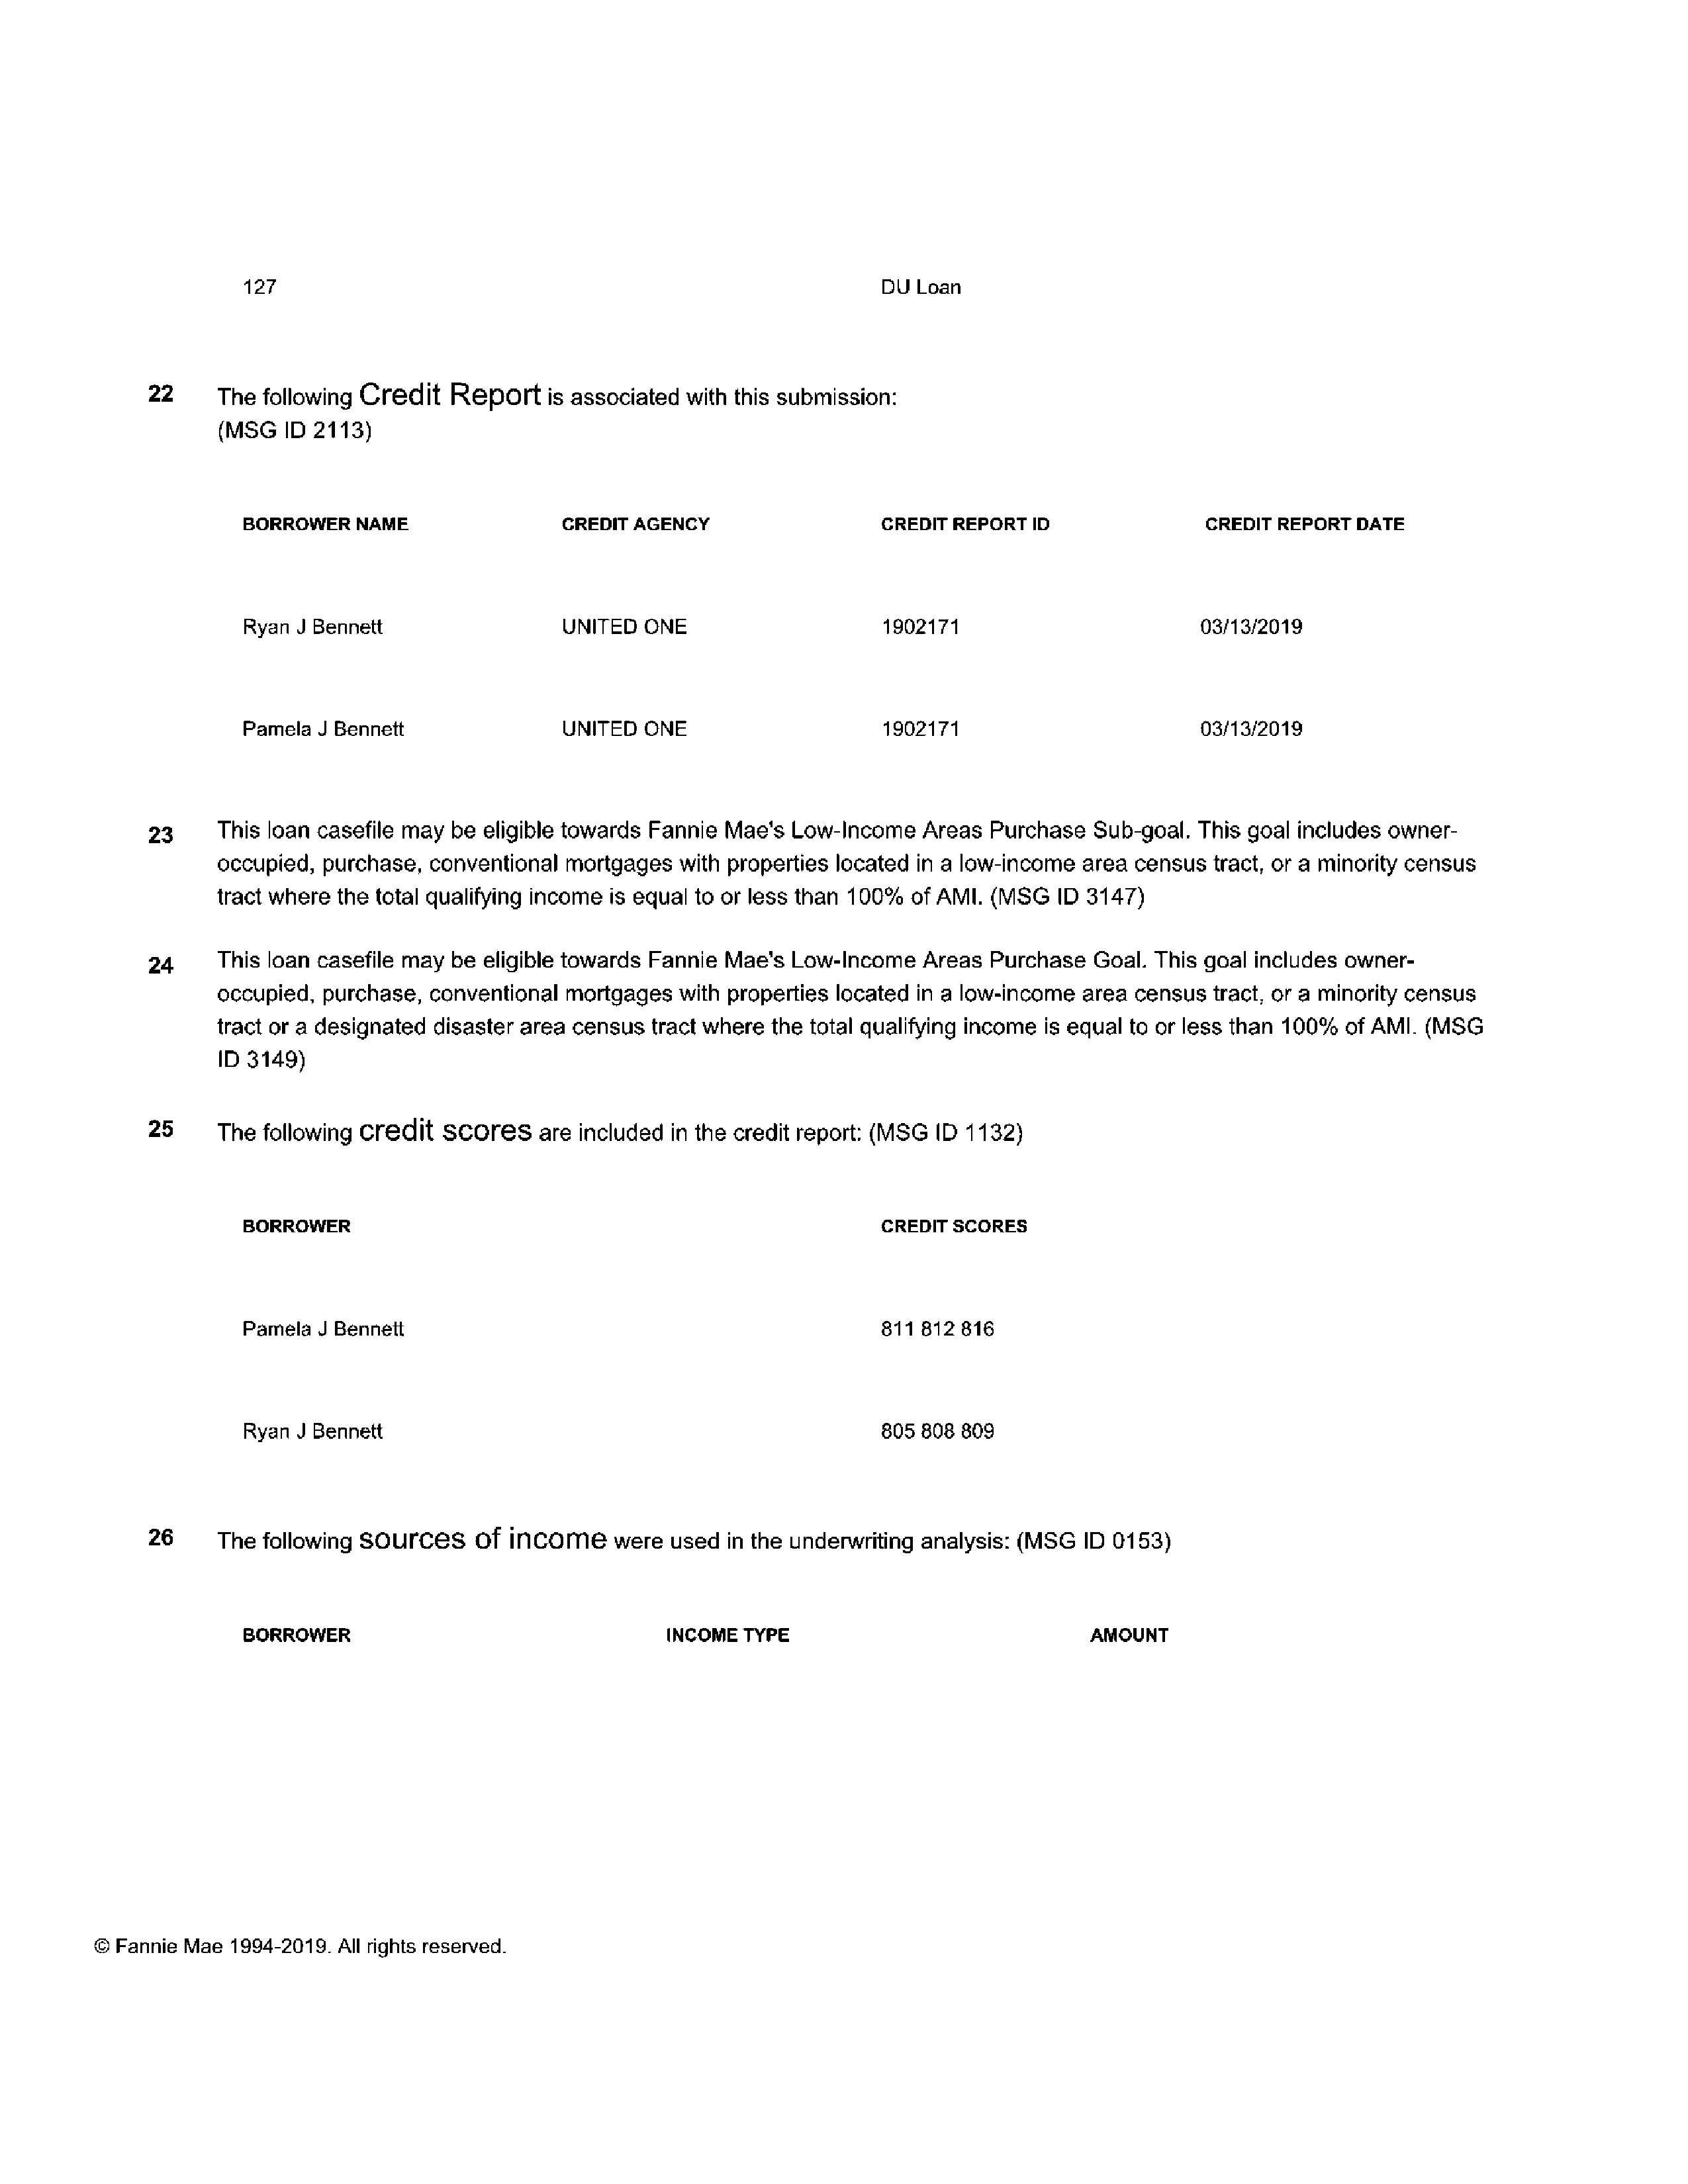 127 DU Loan
22 The following Credit Report is associated with this submission:
(MSG ID 2113)
BORROWER NAME CREDIT AGENCY CREDIT REPORT ID CREDIT REPORT DATE
Ryan J Bennett UNITED ONE 1902171 03/13/2019
Pamela J Bennett UNITED ONE 1902171 03/13/2019
23 This loan casefile may be eligible towards Fannie Mae's Low-Income Areas Purchase Sub-goal. This goal includes owner-
occupied, purchase, conventional mortgages with properties located in a low-income area census tract, or a minority census
tract where the total qualifying income is equal to or less than 100% of AMI. (MSG ID 3147)
24 This loan casefile may be eligible towards Fannie Mae's Low-Income Areas Purchase Goal. This goal includes owner-
occupied, purchase, conventional mortgages with properties located in a low-income area census tract, or a minority census
tract or a designated disaster area census tract where the total qualifying income is equal to or less than 100% of AMI. (MSG
ID 3149)
25 The following credit scores are included in the credit report: (MSG ID 1132)
BORROWER CREDIT SCORES
Pamela J Bennett 811 812 816
Ryan J Bennett 805 808 809
26 The following sources of income were used in the underwriting analysis: (MSG ID 0153)
BORROWER INCOME TYPE AMOUNT
© Fannie Mae 1994-2019. All rights reserved.